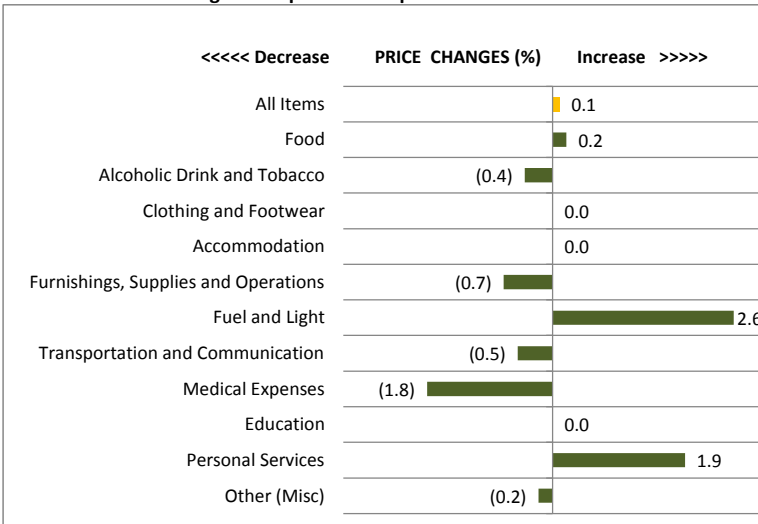 <<<<< Decrease PRICE CHANGES (%) Increase >>>>>
All Items 0.1
Food 0.2
Alcoholic Drink and Tobacco (0.4)
Clothing and Footwear 0.0
Accommodation 0.0
Furnishings, Supplies and Operations (0.7)
Fuel and Light 2.6
Transportation and Communication (0.5)
Medical Expenses (1.8)
Education 0.0
Personal Services 1.9
Other (Misc) (0.2)